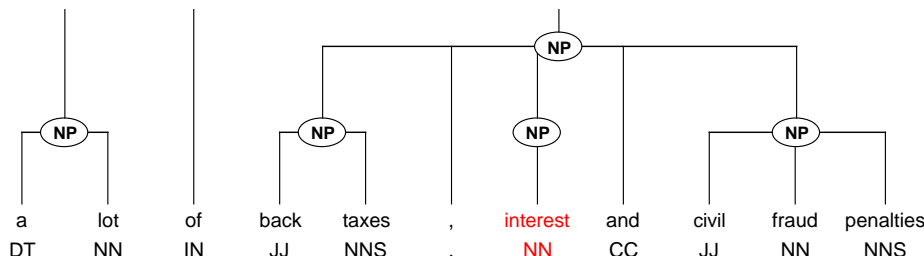 NP
NP NP NP NP
a lot of back taxes , interest and civil fraud penalties
DT NN IN JJ NNS , NN CC JJ NN NNS